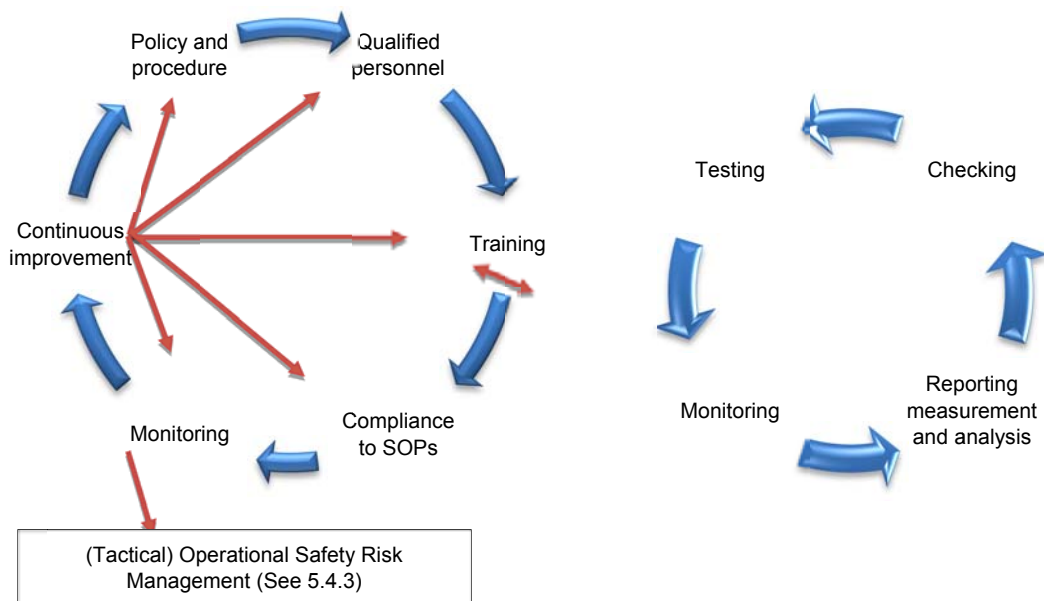 Policy and
procedure
Qualified
personnel
Training
Compliance
to SOPs
Monitoring
Continuous
improvement
(Tactical) Operational Safety Risk
Management (See 5.4.3)
Testing
Checking
Monitoring
Reporting
measurement
and analysis